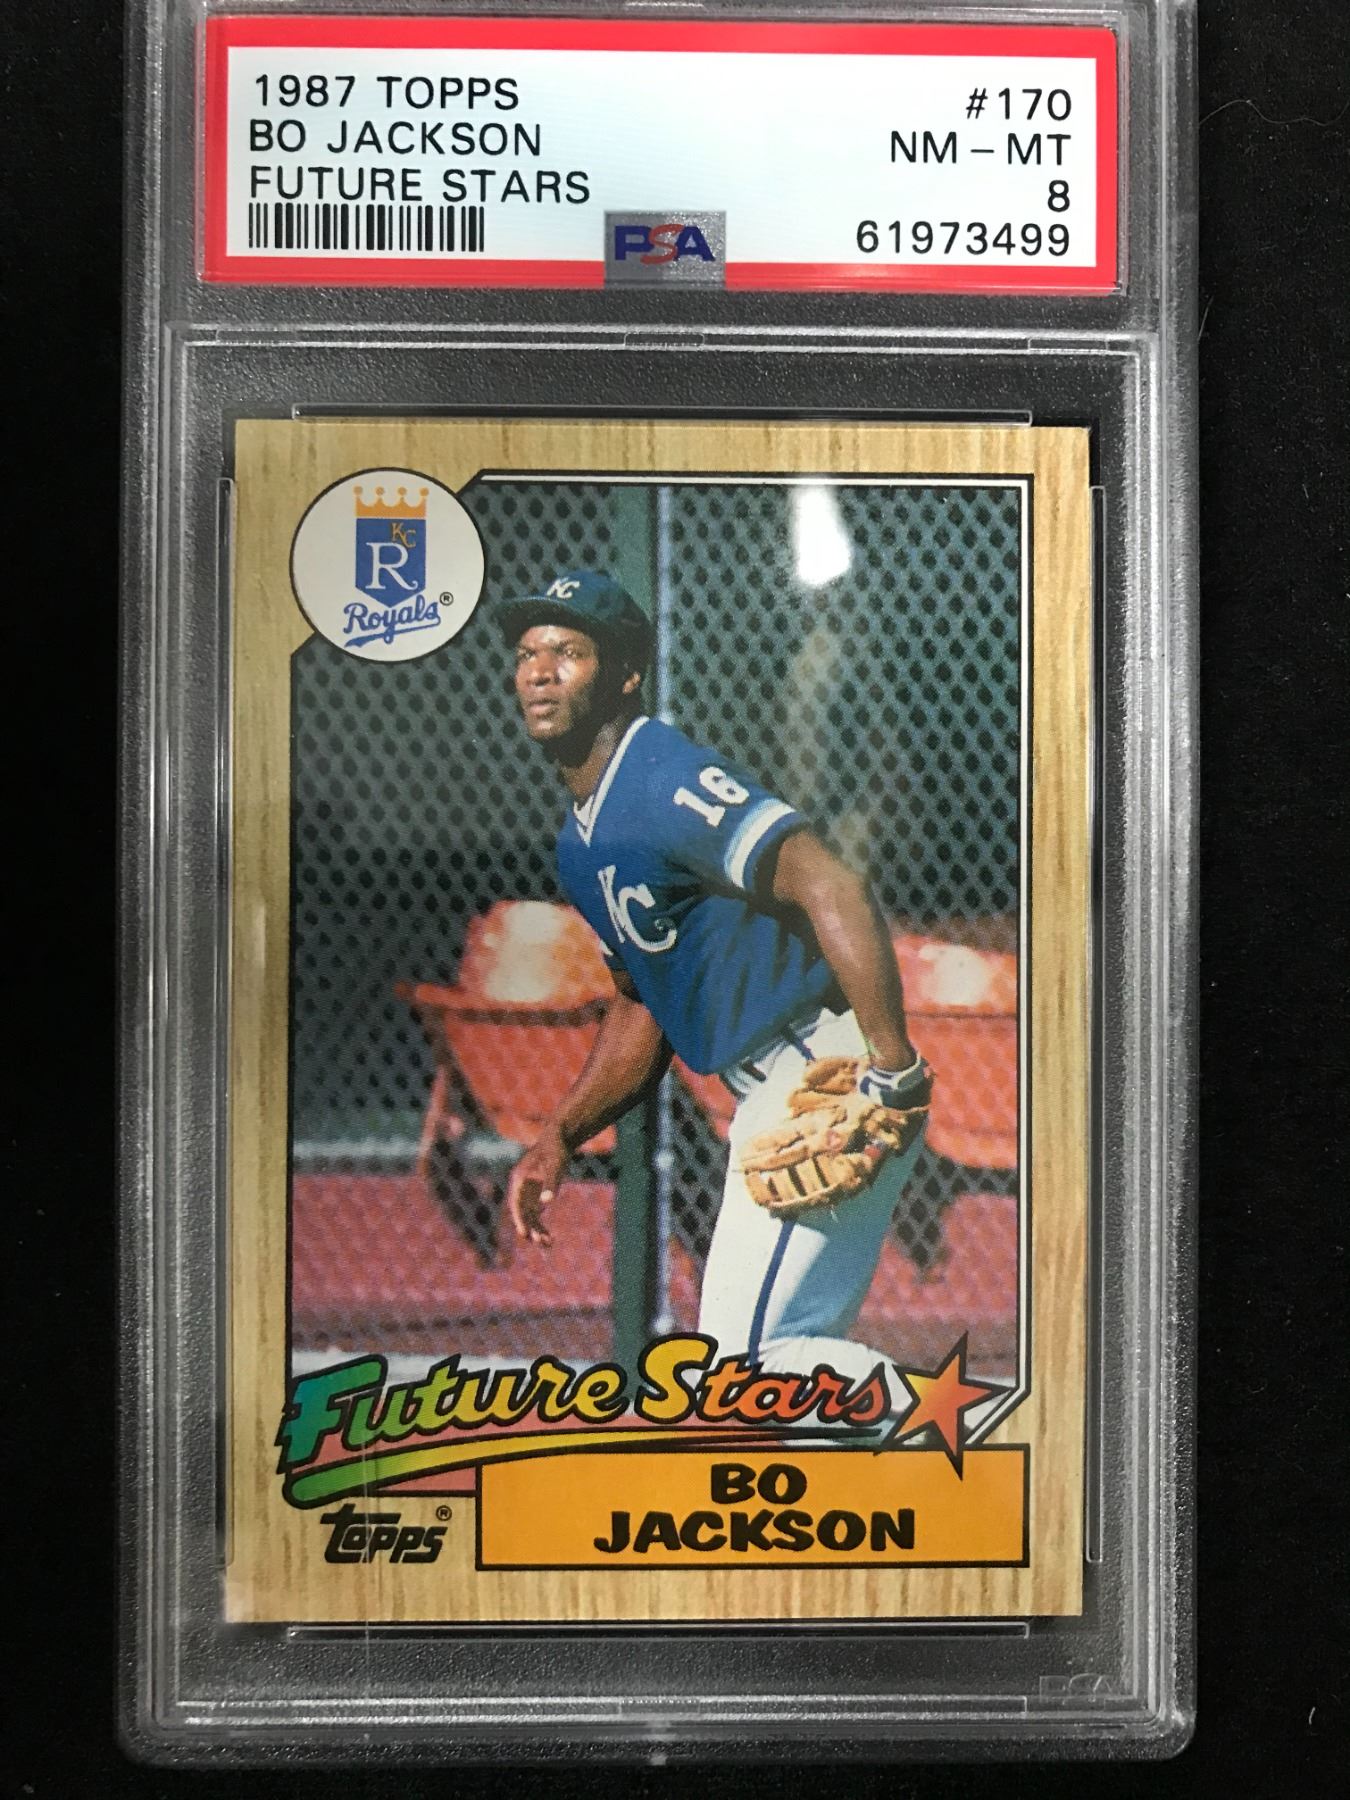 1987 TOPPS #170
BO JACKSON NM - MT
FUTURE STARS 8
61973499
PSA
KC
R
Royals®
KC
16
KC
Future Stars
topps®
BO
JACKSON
PSA